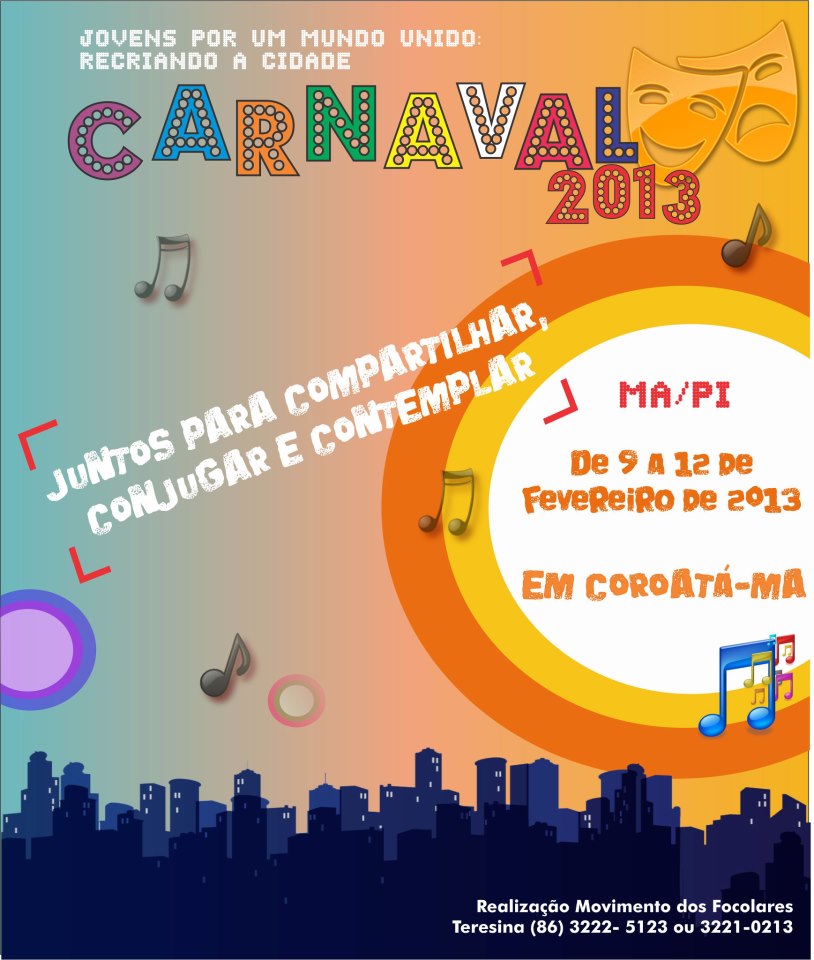 JOVENS POR UM MUNDO UNIDO:
RECRIANDO A CIDADE
CARNAVAL
2013
JUNTOS PARA COMPARTILHAR,
CONJUGAR E CONTEMPLAR
MA/PI
De 9 A 12 De
FeveReiRO De 2013
EM COROATÁ-MA
Realização Movimento dos Focolares
Teresina (86) 3222- 5123 ou 3221-0213